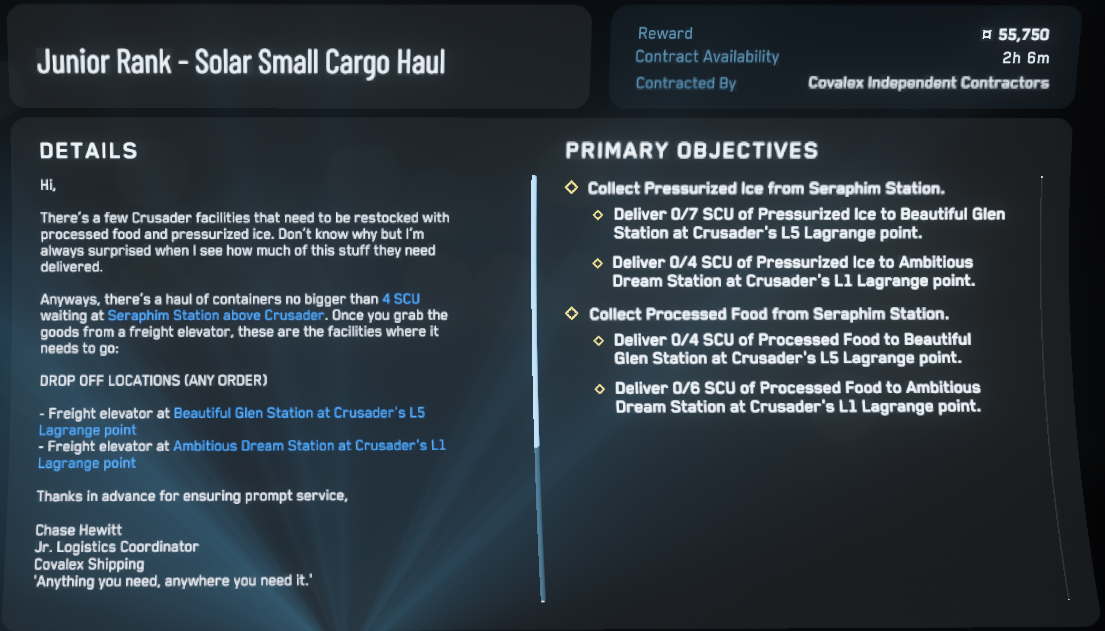 Junior Rank - Solar Small Cargo Haul
Reward ¤ 55,750
Contract Availability 2h 6m
Contracted By Covalex Independent Contractors
DETAILS
Hi,
There's a few Crusader facilities that need to be restocked with
processed food and pressurized ice. Don't know why but I'm
always surprised when I see how much of this stuff they need
delivered.
Anyways, there's a haul of containers no bigger than 4 SCU
waiting at Seraphim Station above Crusader. Once you grab the
goods from a freight elevator, these are the facilities where it
needs to go:
DROP OFF LOCATIONS (ANY ORDER)
- Freight elevator at Beautiful Glen Station at Crusader's L5
Lagrange point
- Freight elevator at Ambitious Dream Station at Crusader's L1
Lagrange point
Thanks in advance for ensuring prompt service,
Chase Hewitt
Jr. Logistics Coordinator
Covalex Shipping
'Anything you need, anywhere you need it.'
PRIMARY OBJECTIVES
Collect Pressurized Ice from Seraphim Station.
Deliver 0/7 SCU of Pressurized Ice to Beautiful Glen
Station at Crusader's L5 Lagrange point.
Deliver 0/4 SCU of Pressurized Ice to Ambitious
Dream Station at Crusader's L1 Lagrange point.
Collect Processed Food from Seraphim Station.
Deliver 0/4 SCU of Processed Food to Beautiful
Glen Station at Crusader's L5 Lagrange point.
Deliver 0/6 SCU of Processed Food to Ambitious
Dream Station at Crusader's L1 Lagrange point.